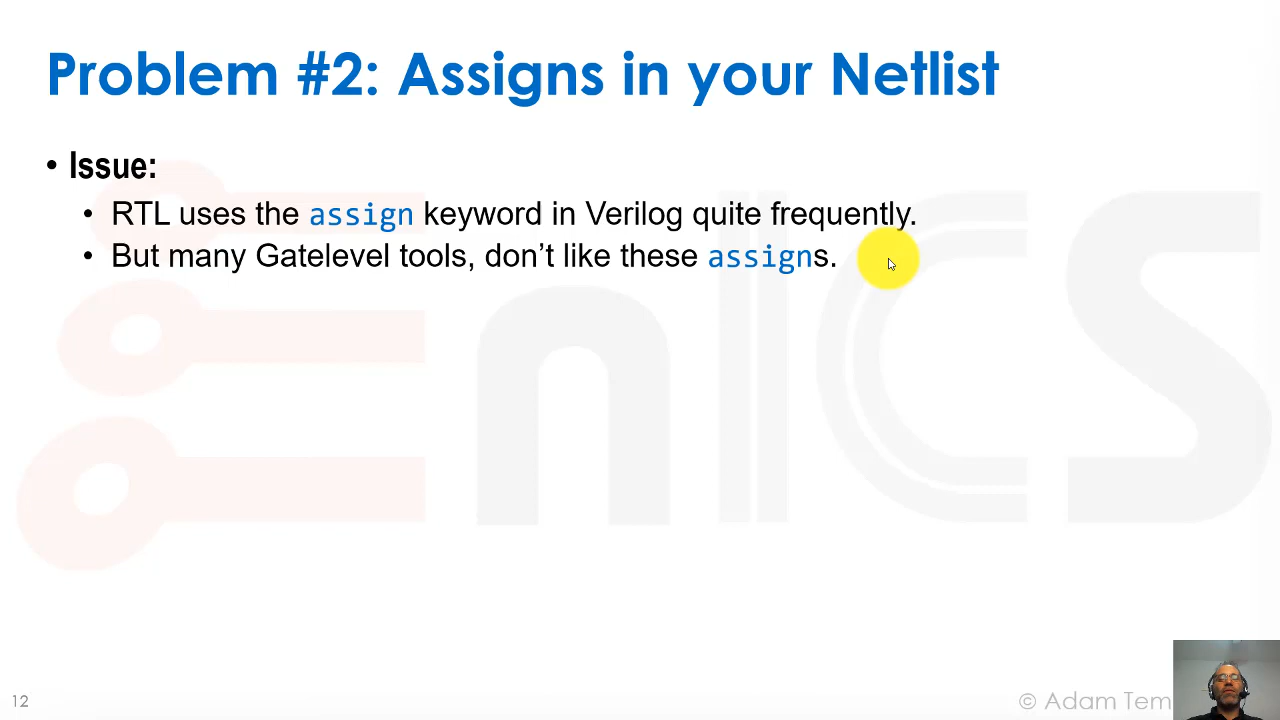 Problem #2: Assigns in your Netlist
• Issue:
• RTL uses the assign keyword in Verilog quite frequently.
• But many Gatelevel tools, don't like these assigns.
EnICS
12
© Adam Tem